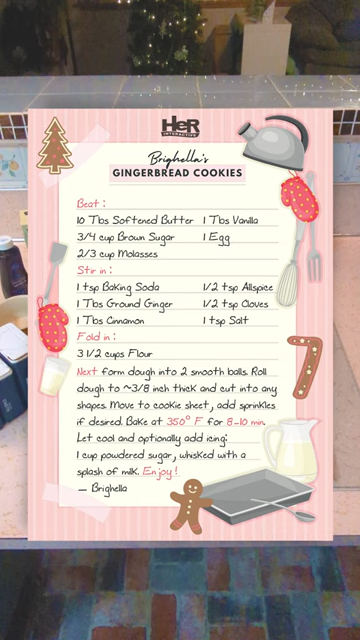 HeR
INTERACTIVE
Brighella's
GINGERBREAD COOKIES
Beat:
10 Tbs Softened Butter 1 Tbs Vanilla
3/4 cup Brown Sugar 1 Egg
2/3 cup Molasses
Stir in:
1 tsp Baking Soda 1/2 tsp Allspice
1 Tbs Ground Ginger 1/2 tsp Cloves
1 Tbs Cinnamon 1 tsp Salt
Fold in:
3 1/2 cups Flour
Next form dough into 2 smooth balls. Roll
dough to ~3/8 inch thick and cut into any
shapes. Move to cookie sheet, add sprinkles
if desired. Bake at 350° F for 8-10 min.
Let cool and optionally add icing:
1 cup powdered sugar, whisked with a
splash of milk. Enjoy!
— Brighella